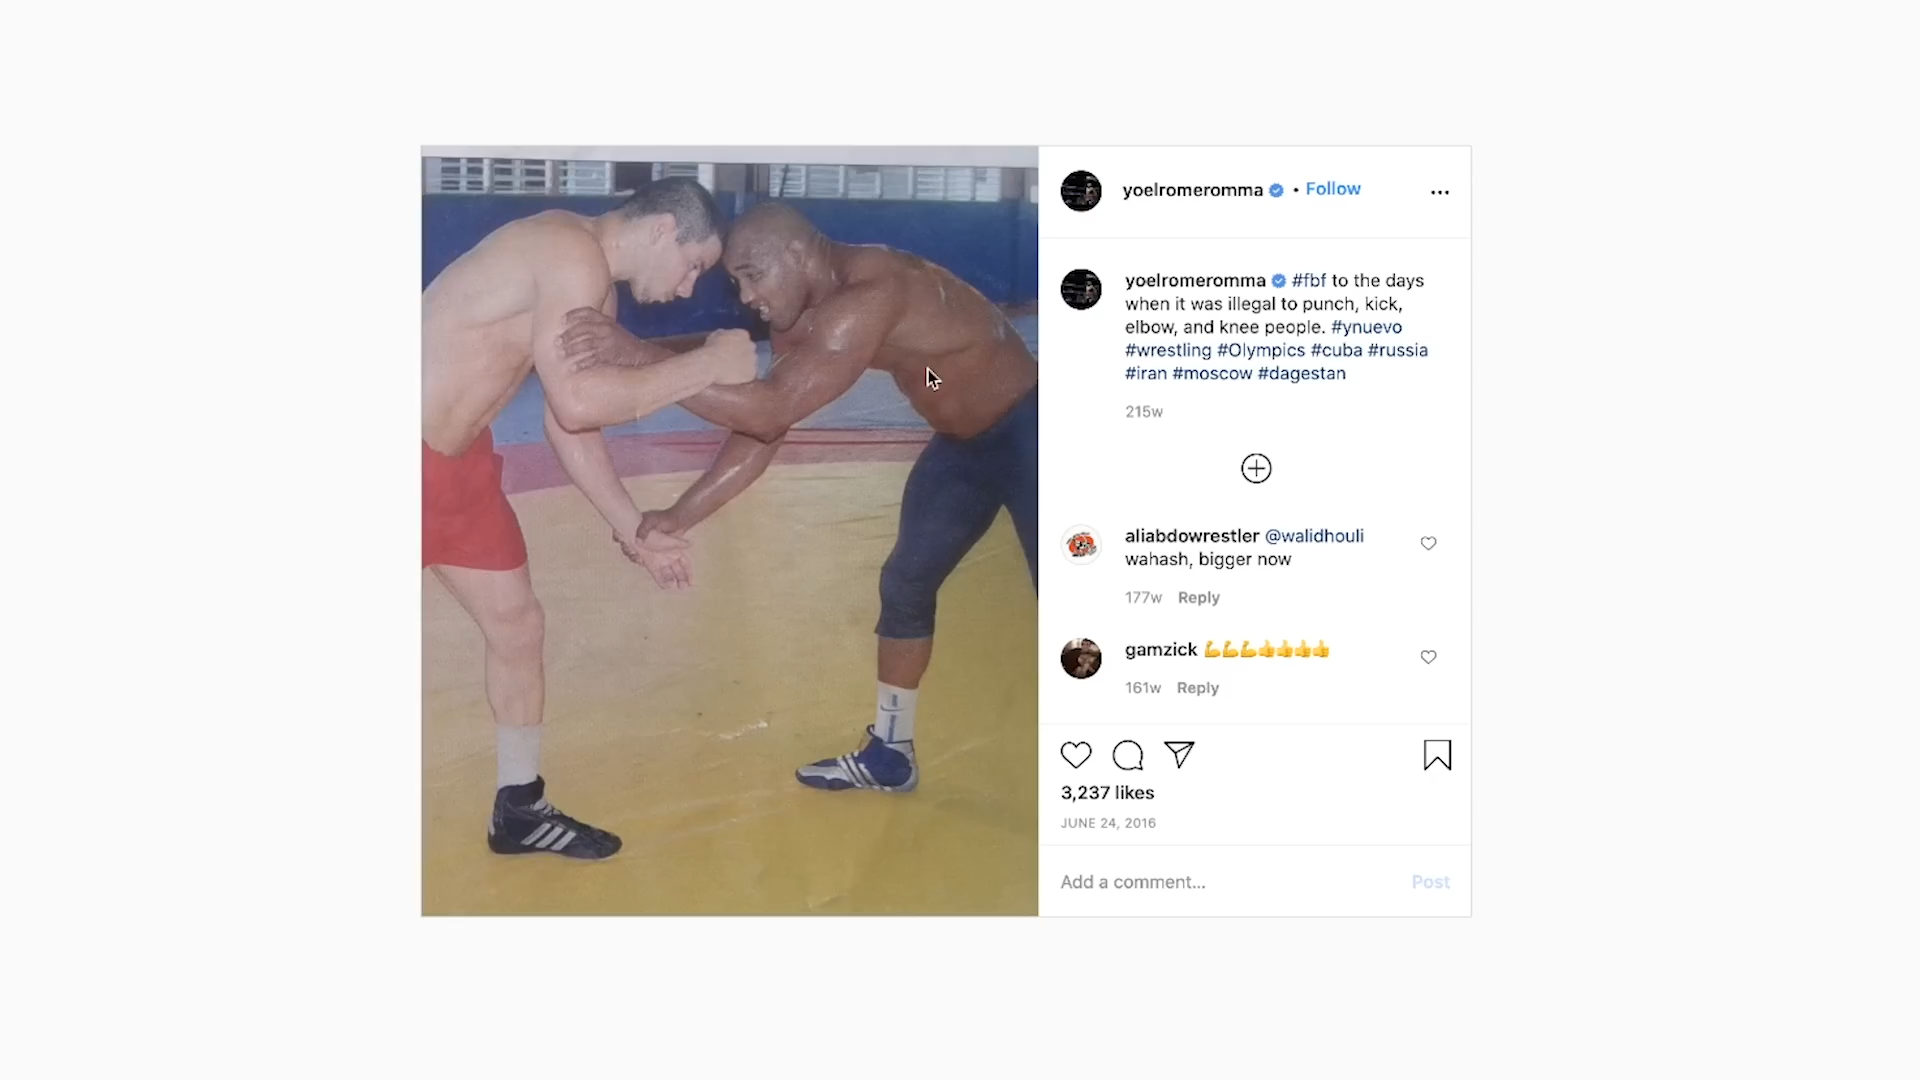 yoelromeromma • Follow
yoelromeromma #fbf to the days
when it was illegal to punch, kick,
elbow, and knee people. #ynuevo
#wrestling #Olympics #cuba #russia
#iran #moscow #dagestan
215w
aliabdowrestler @walidhouli
wahash, bigger now
177w Reply
gamzick 💪💪💪👍👍👍👍
161w Reply
3,237 likes
JUNE 24, 2016
Add a comment...
Post